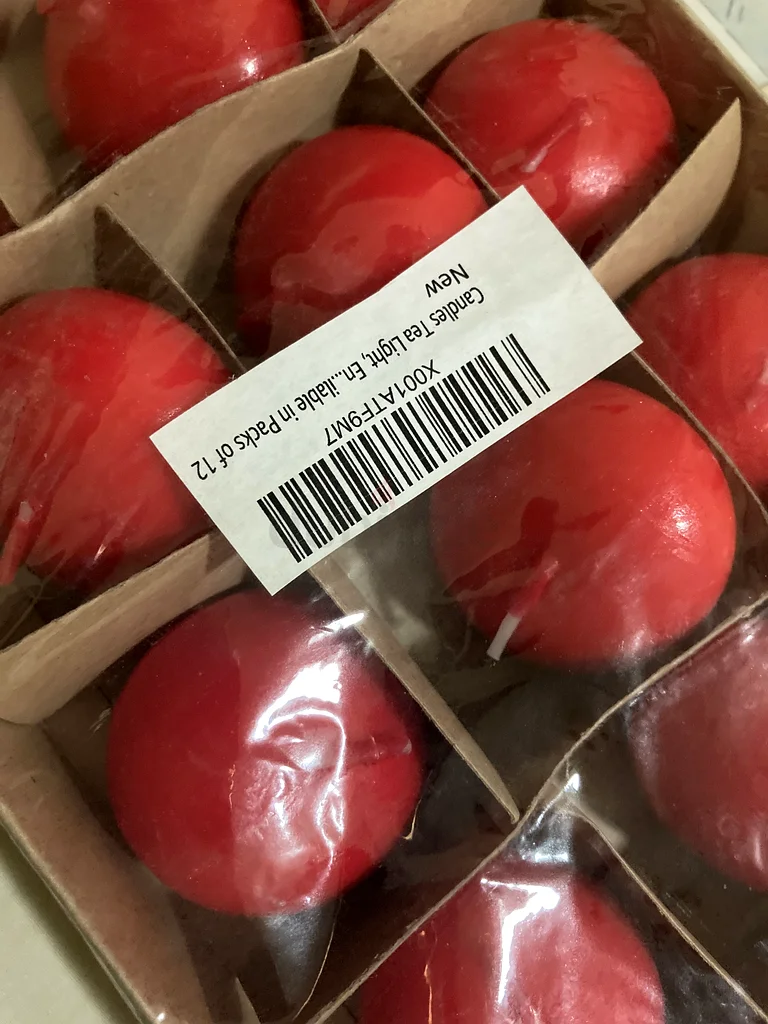 X001ATF9M7
Candles Tea Light, En...ilable in Packs of 12
New